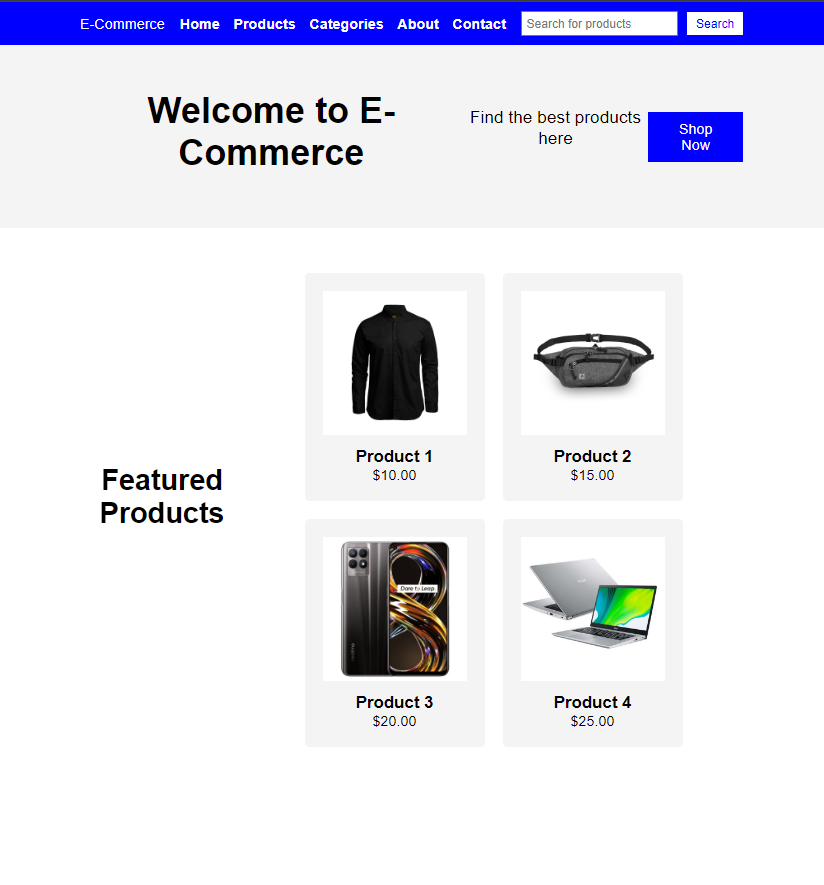 E-Commerce Home Products Categories About Contact Search for products Search
Welcome to E-
Commerce
Find the best products
here
Shop
Now
Featured
Products
Product 1
$10.00
Product 2
$15.00
Dare to Leap
realme
Product 3
$20.00
acer
Product 4
$25.00